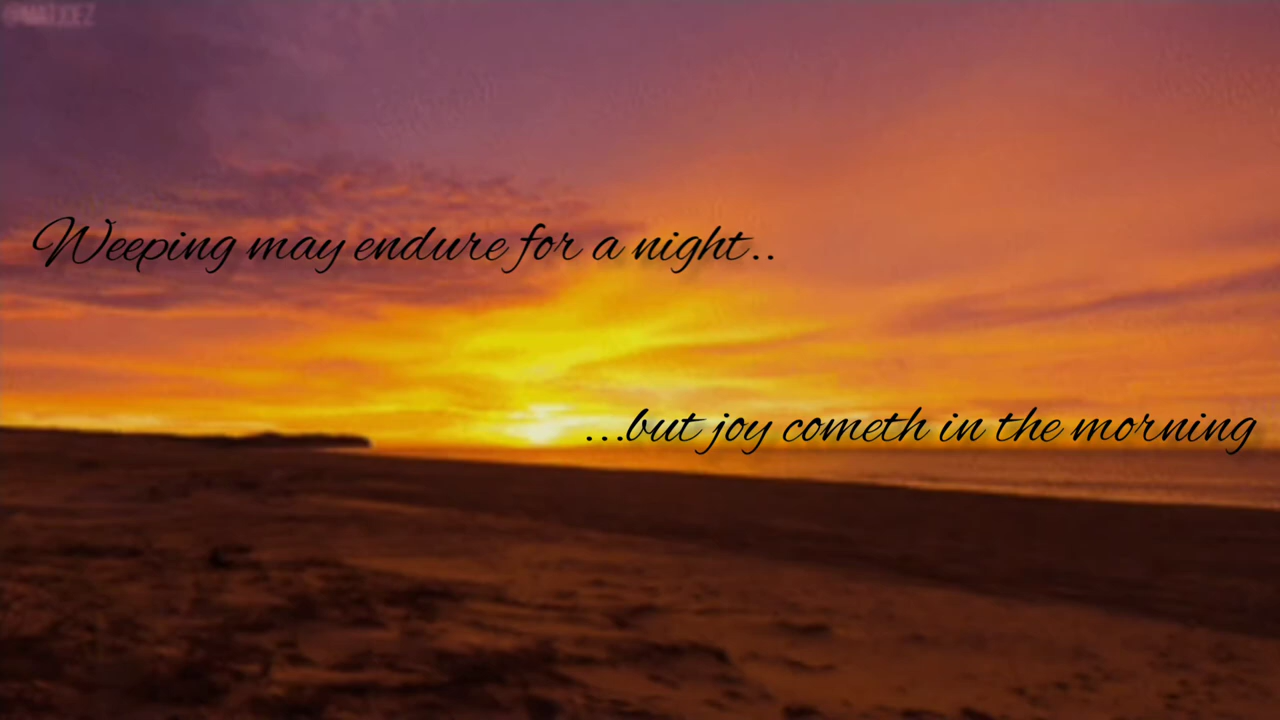 Weeping may endure for a night..
...but joy cometh in the morning